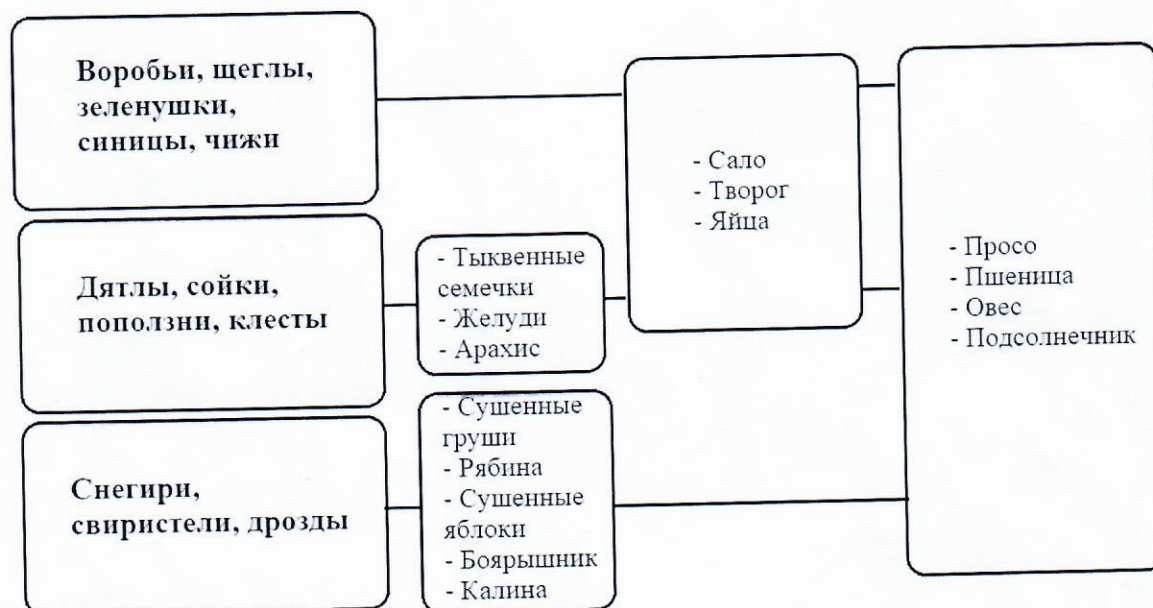 Воробьи, щеглы,
зеленушки,
синицы, чижи
- Сало
- Творог
- Яйца
- Просо
- Пшеница
- Овес
- Подсолнечник
Дятлы, сойки,
поползни, клесты
- Тыквенные
семечки
- Желуди
- Арахис
Снегири,
свиристели, дрозды
- Сушенные
груши
- Рябина
- Сушенные
яблоки
- Боярышник
- Калина